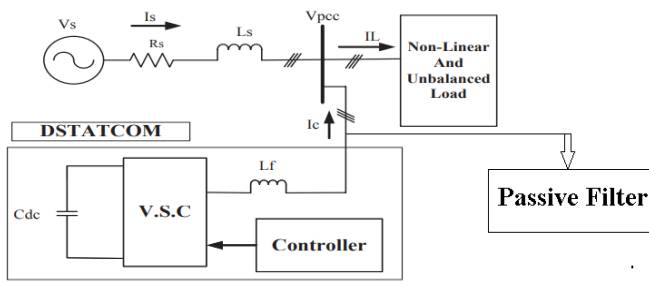 Vs
Is
Rs
Ls
Vpcc
IL
Non-Linear
And
Unbalanced
Load
DSTATCOM
Ic
Lf
Cdc
V.S.C
Controller
Passive Filter